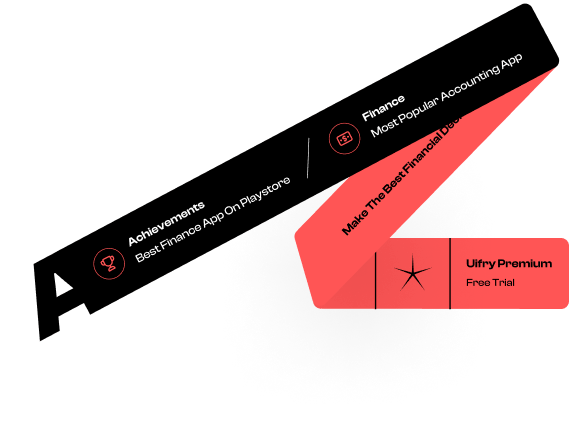 Finance
Most Popular Accounting App
Achievements
Best Finance App On Playstore
Make The Best Financial
Uifry Premium
Free Trial
A